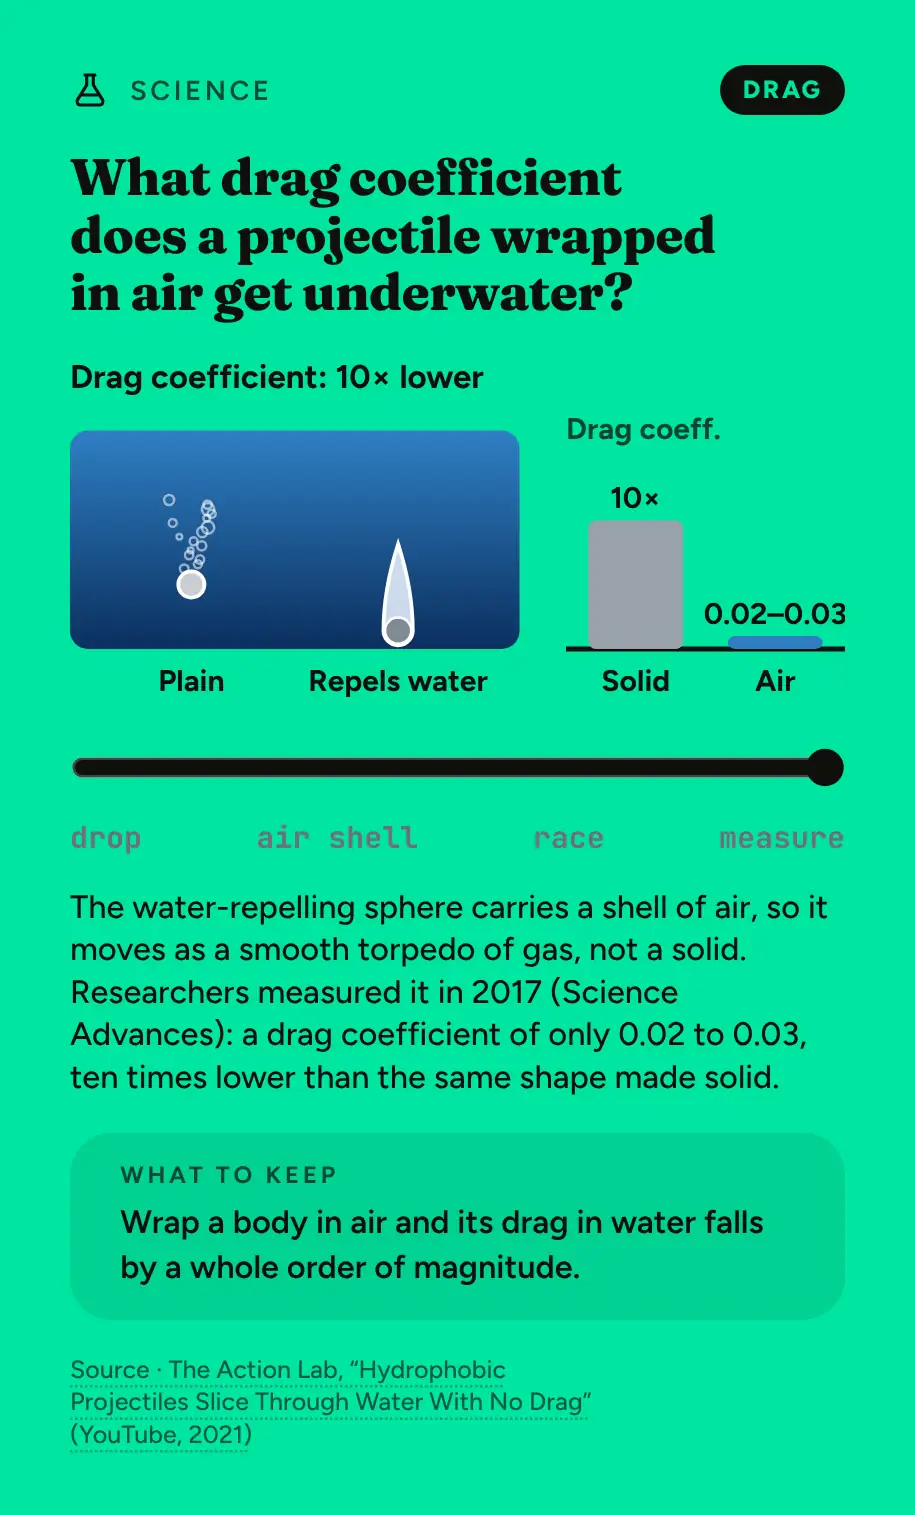 SCIENCE
DRAG
What drag coefficient
does a projectile wrapped
in air get underwater?
Drag coefficient: 10× lower
Drag coeff.
10×
0.02–0.03
Plain
Repels water
Solid
Air
drop
air shell
race
measure
The water-repelling sphere carries a shell of air, so it
moves as a smooth torpedo of gas, not a solid.
Researchers measured it in 2017 (Science
Advances): a drag coefficient of only 0.02 to 0.03,
ten times lower than the same shape made solid.
WHAT TO KEEP
Wrap a body in air and its drag in water falls
by a whole order of magnitude.
Source · The Action Lab, “Hydrophobic
Projectiles Slice Through Water With No Drag”
(YouTube, 2021)